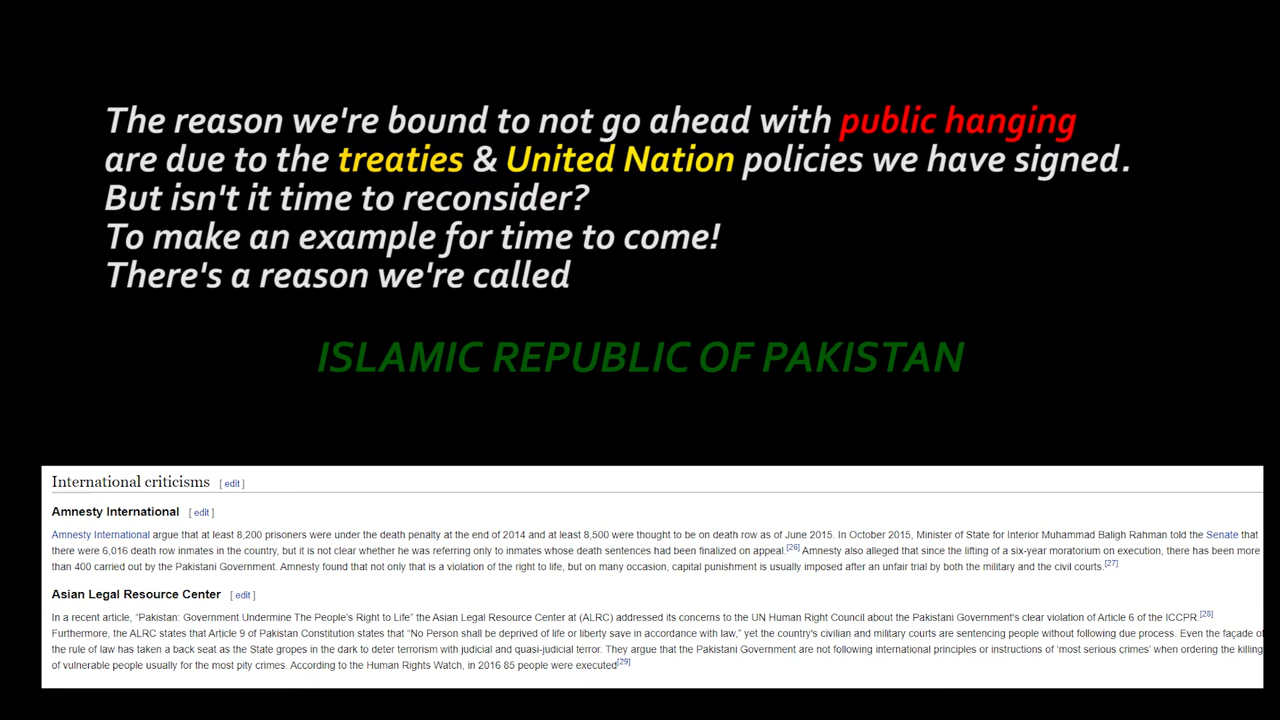 The reason we're bound to not go ahead with public hanging
are due to the treaties & United Nation policies we have signed.
But isn't it time to reconsider?
To make an example for time to come!
There's a reason we're called
ISLAMIC REPUBLIC OF PAKISTAN
International criticisms [ edit ]
Amnesty International [ edit ]
Amnesty International argue that at least 8,200 prisoners were under the death penalty at the end of 2014 and at least 8,500 were thought to be on death row as of June 2015. In October 2015, Minister of State for Interior Muhammad Baligh Rahman told the Senate that
there were 6,016 death row inmates in the country, but it is not clear whether he was referring only to inmates whose death sentences had been finalized on appeal.[26] Amnesty also alleged that since the lifting of a six-year moratorium on execution, there has been more
than 400 carried out by the Pakistani Government. Amnesty found that not only that is a violation of the right to life, but on many occasion, capital punishment is usually imposed after an unfair trial by both the military and the civil courts.[27]
Asian Legal Resource Center [ edit ]
In a recent article, “Pakistan: Government Undermine The People's Right to Life” the Asian Legal Resource Center at (ALRC) addressed its concerns to the UN Human Right Council about the Pakistani Government's clear violation of Article 6 of the ICCPR.[28]
Furthermore, the ALRC states that Article 9 of Pakistan Constitution states that “No Person shall be deprived of life or liberty save in accordance with law,” yet the country's civilian and military courts are sentencing people without following due process. Even the façade of
the rule of law has taken a back seat as the State gropes in the dark to deter terrorism with judicial and quasi-judicial terror. They argue that the Pakistani Government are not following international principles or instructions of 'most serious crimes' when ordering the killing
of vulnerable people usually for the most pity crimes. According to the Human Rights Watch, in 2016 85 people were executed[29]